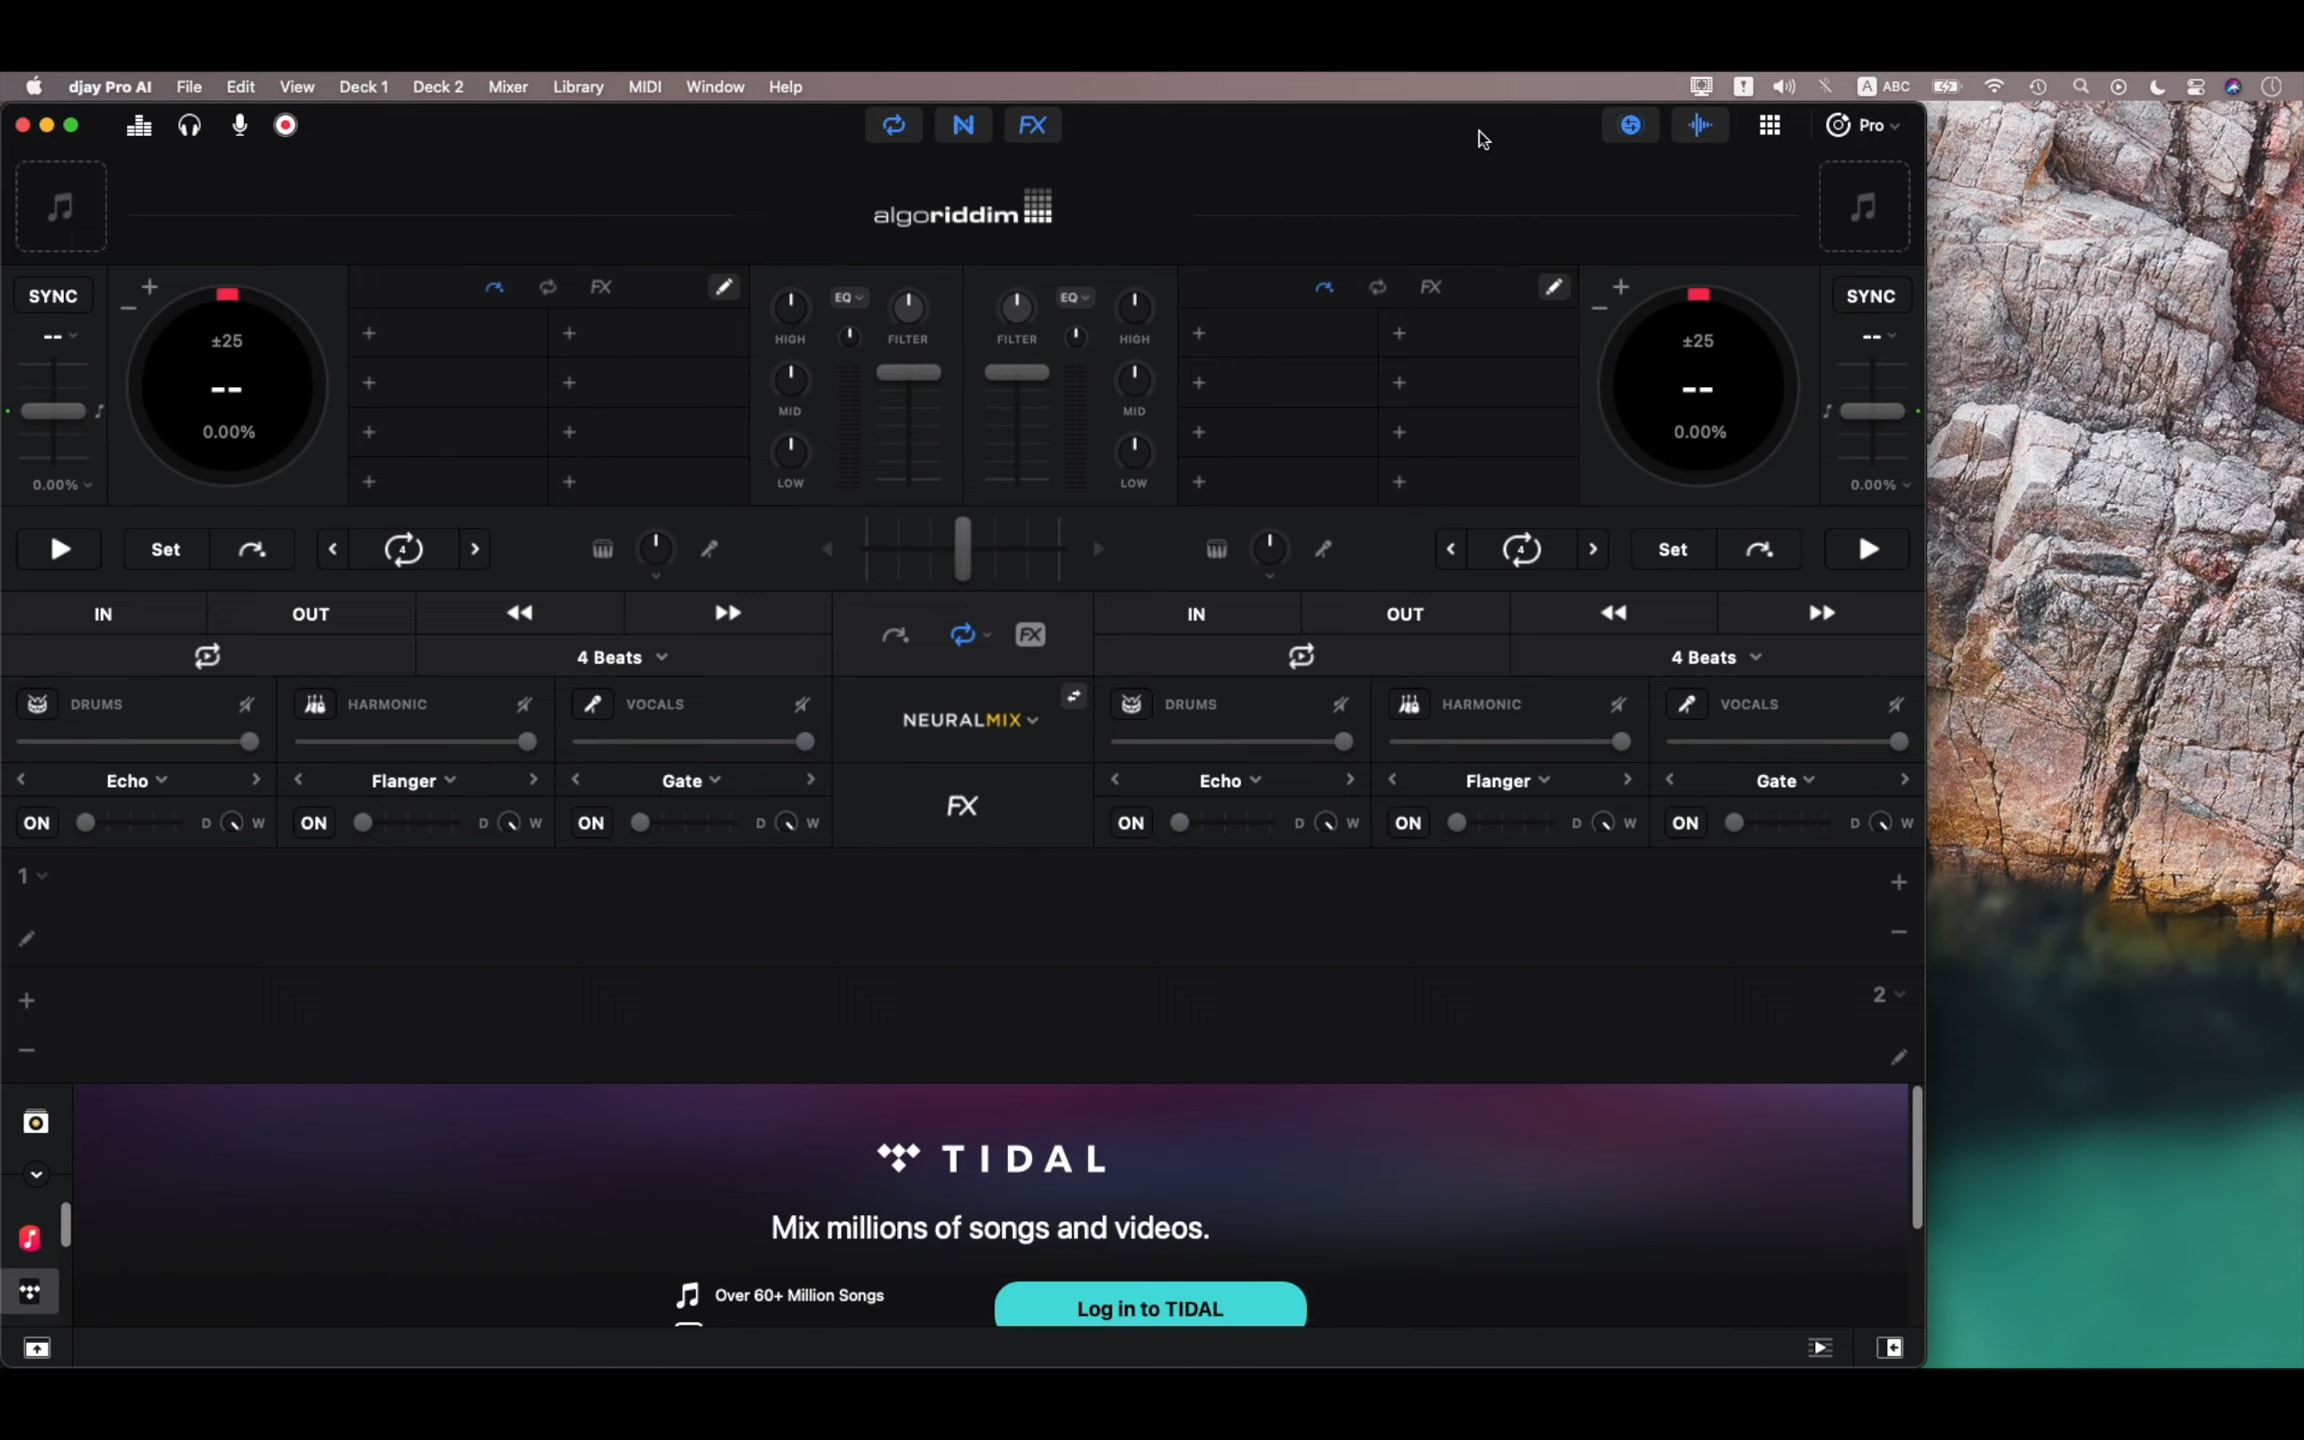 djay Pro AI File Edit View Deck 1 Deck 2 Mixer Library MIDI Window Help A ABC
N FX Pro
algoriddim
SYNC FX EQ EQ FX SYNC
±25 HIGH FILTER FILTER HIGH ±25
-- -- MID MID -- --
0.00% 0.00%
0.00% LOW LOW 0.00%
Set 4 4 Set
IN OUT FX IN OUT
4 Beats 4 Beats
DRUMS HARMONIC VOCALS NEURALMIX DRUMS HARMONIC VOCALS
Echo Flanger Gate FX Echo Flanger Gate
ON D W ON D W ON D W ON D W ON D W ON D W
1
2
TIDAL
Mix millions of songs and videos.
Over 60+ Million Songs Log in to TIDAL